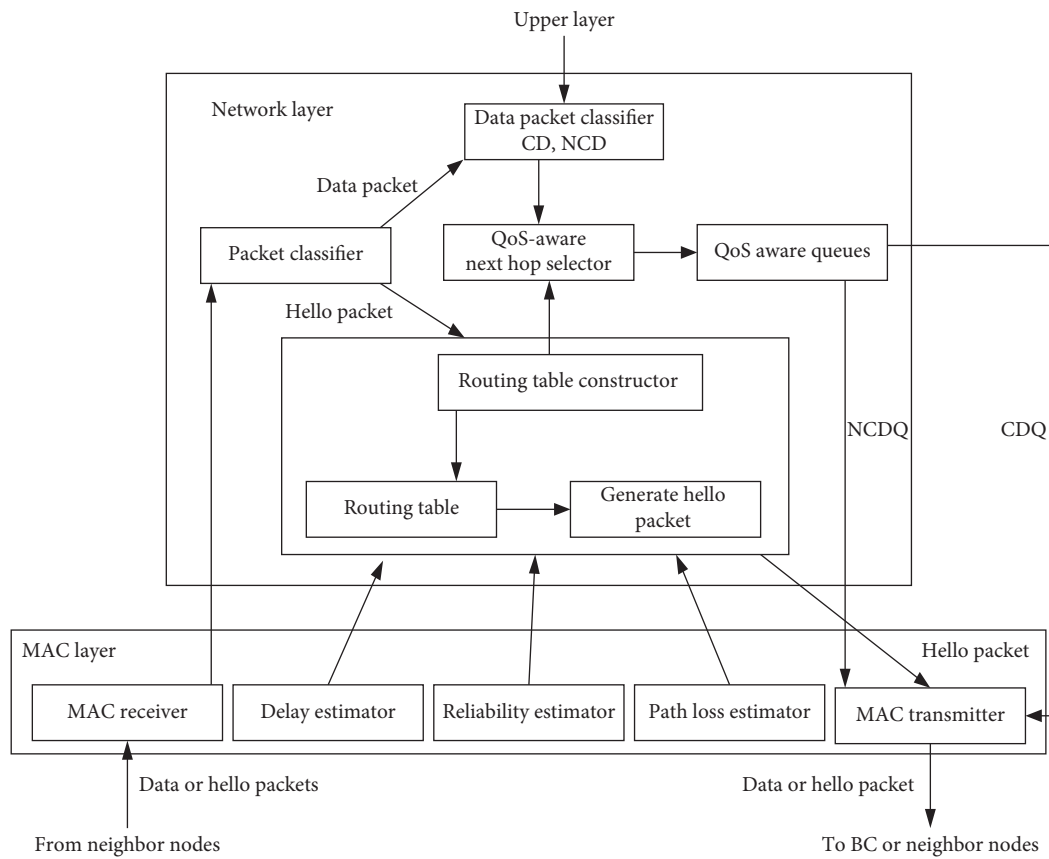 Upper layer
Network layer
Data packet classifier
CD, NCD
Data packet
Packet classifier
QoS-aware
next hop selector
QoS aware queues
Hello packet
Routing table constructor
NCDQ
CDQ
Routing table
Generate hello
packet
MAC layer
Hello packet
MAC receiver
Delay estimator
Reliability estimator
Path loss estimator
MAC transmitter
Data or hello packets
Data or hello packet
From neighbor nodes
To BC or neighbor nodes